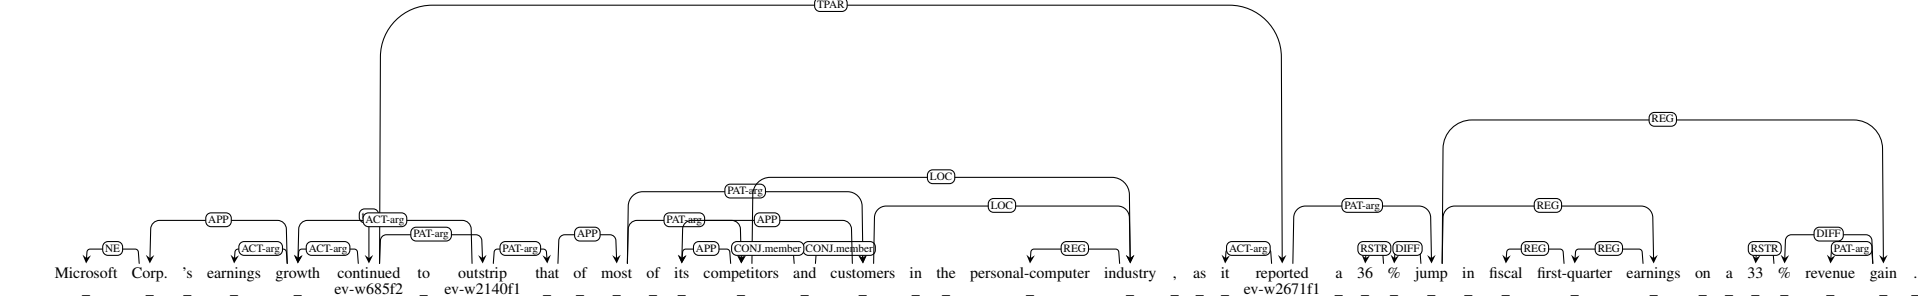 TPAR
REG
LOC
PAT-arg
LOC PAT-arg REG
APP ACT-arg PAT-arg APP
PAT-arg APP DIFF
NE ACT-arg ACT-arg PAT-arg APP CONJ.member CONJ.member REG ACT-arg RSTR DIFF REG REG RSTR PAT-arg
Microsoft Corp. 's earnings growth continued to outstrip that of most of its competitors and customers in the personal-computer industry , as it reported a 36 % jump in fiscal first-quarter earnings on a 33 % revenue gain .
ev-w685f2 ev-w2140f1 ev-w2671f1
_ _ _ _ _ _ _ _ _ _ _ _ _ _ _ _ _ _ _ _ _ _ _ _ _ _ _ _ _ _ _ _ _ _ _ _ _ _ _ _